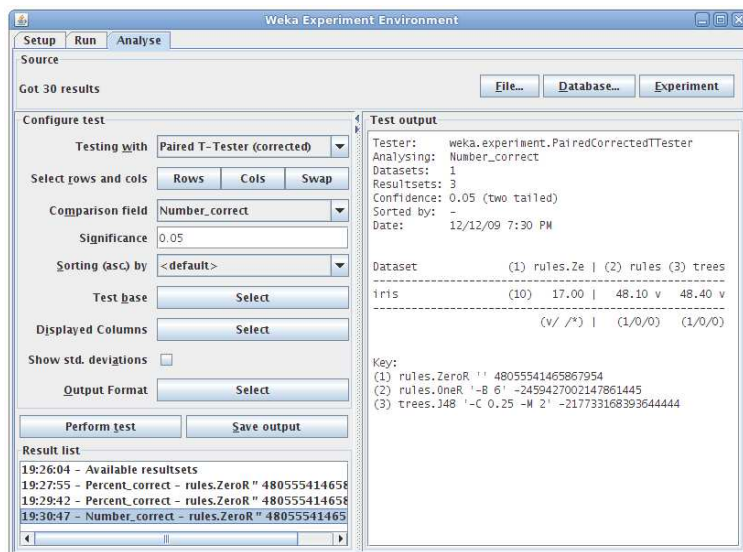 Weka Experiment Environment
Setup Run Analyse
Source
Got 30 results
File... Database... Experiment
Configure test
Testing with Paired T-Tester (corrected)
Select rows and cols Rows Cols Swap
Comparison field Number_correct
Significance 0.05
Sorting (asc.) by <default>
Test base Select
Displayed Columns Select
Show std. deviations
Output Format Select
Perform test Save output
Result list
19:26:04 - Available resultsets
19:27:55 - Percent_correct - rules.ZeroR '' 480555414658
19:29:42 - Percent_correct - rules.ZeroR '' 480555414658
19:30:47 - Number_correct - rules.ZeroR '' 48055541465
Test output
Tester: weka.experiment.PairedCorrectedTTester
Analysing: Number_correct
Datasets: 1
Resultsets: 3
Confidence: 0.05 (two tailed)
Sorted by: -
Date: 12/12/09 7:30 PM
Dataset (1) rules.Ze | (2) rules (3) trees
--------------------------------------------------
iris (10) 17.00 | 48.10 v 48.40 v
--------------------------------------------------
(v/ /*) | (1/0/0) (1/0/0)
Key:
(1) rules.ZeroR '' 48055541465867954
(2) rules.OneR '-B 6' -2459427002147861445
(3) trees.J48 '-C 0.25 -M 2' -217733168393644444